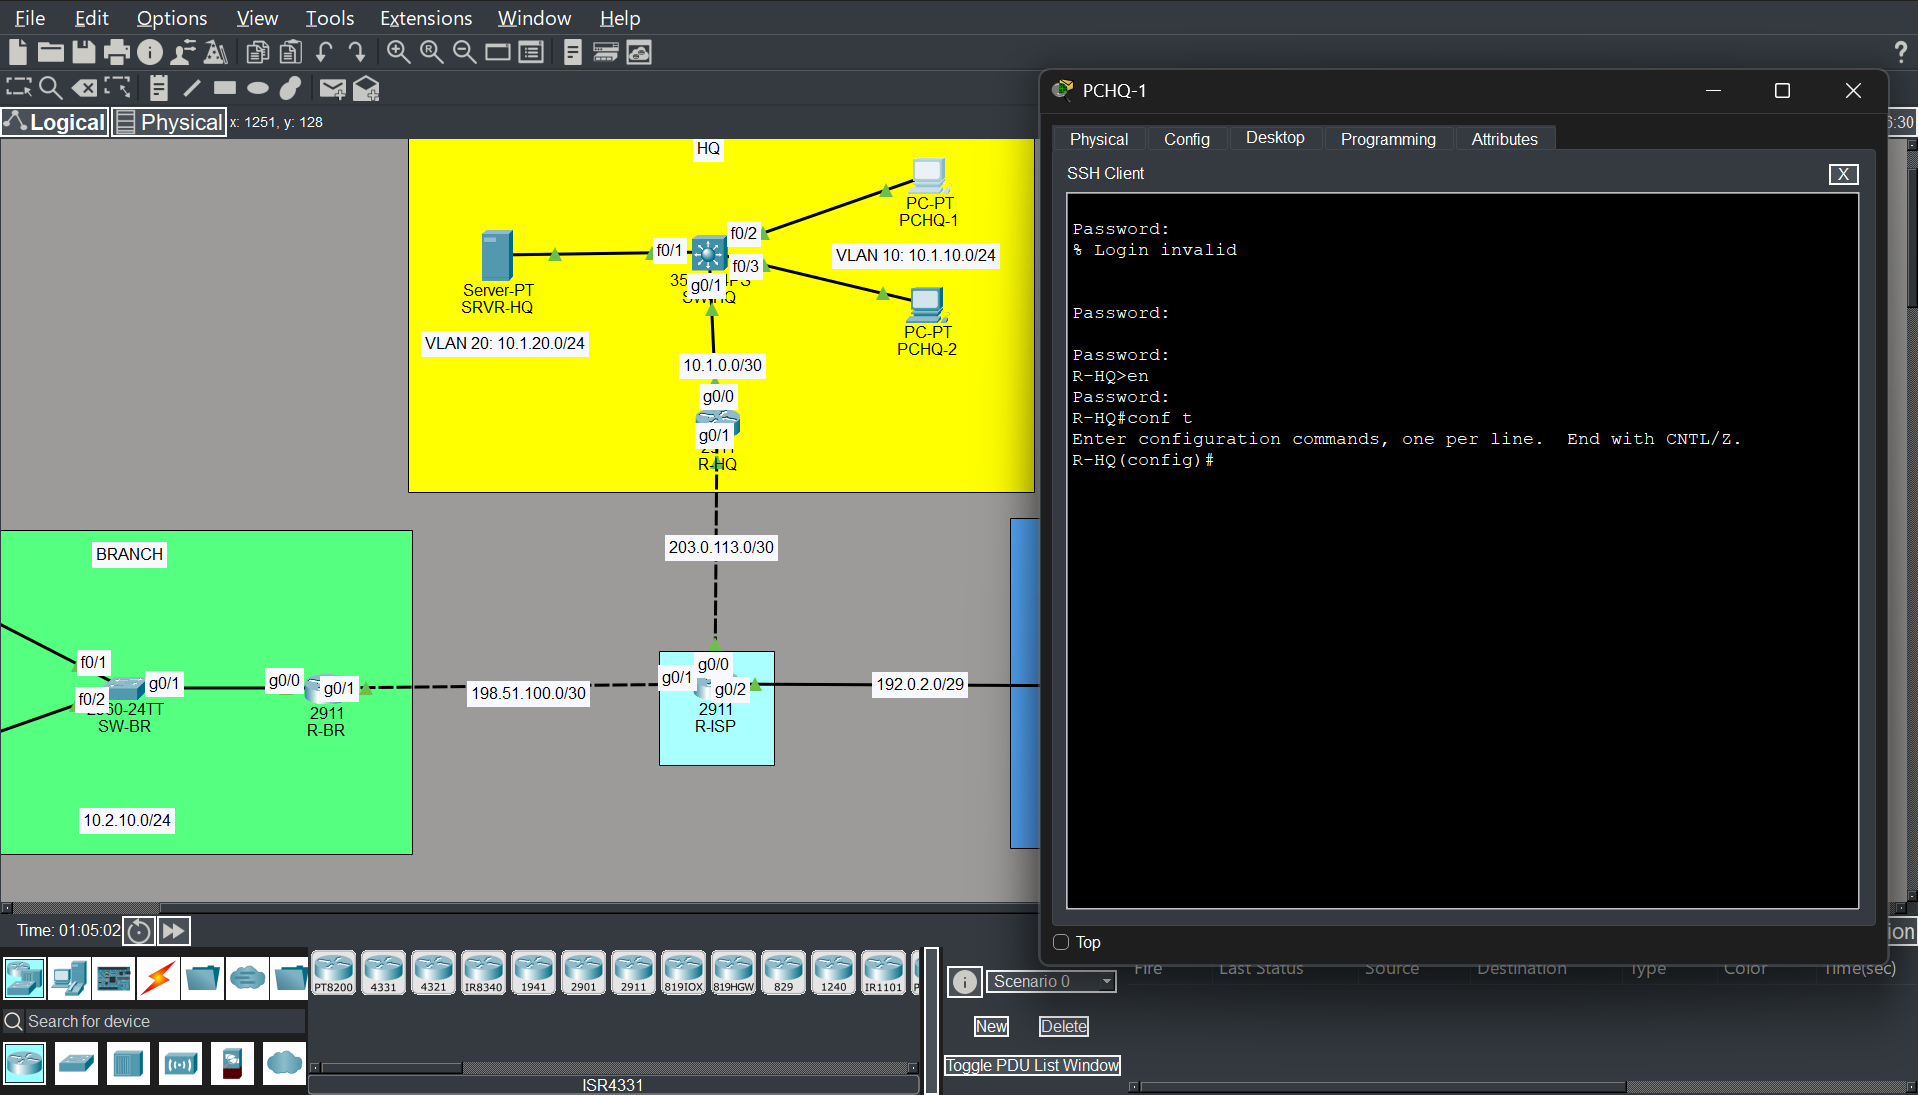 File Edit Options View Tools Extensions Window Help
?
Logical Physical x: 1251, y: 128
6:30
HQ
PC-PT
PCHQ-1
f0/2
VLAN 10: 10.1.10.0/24
f0/1
f0/3
g0/1
Server-PT
SRVR-HQ
PC-PT
PCHQ-2
VLAN 20: 10.1.20.0/24
10.1.0.0/30
g0/0
g0/1
R-HQ
203.0.113.0/30
BRANCH
f0/1
g0/1
f0/2
SW-BR
g0/0
g0/1
2911
R-BR
198.51.100.0/30
g0/0
g0/1
g0/2
2911
R-ISP
192.0.2.0/29
10.2.10.0/24
PCHQ-1
Physical Config Desktop Programming Attributes
SSH Client X
Password:
% Login invalid
Password:
Password:
R-HQ>en
Password:
R-HQ#conf t
Enter configuration commands, one per line.  End with CNTL/Z.
R-HQ(config)#
Top
Time: 01:05:02
PT8200 4331 4321 IR8340 1941 2901 2911 819IOX 819HGW 829 1240 IR1101
Search for device
ISR4331
Scenario 0
New Delete
Toggle PDU List Window
Fire Last Status Source Destination Type Color Time(sec)